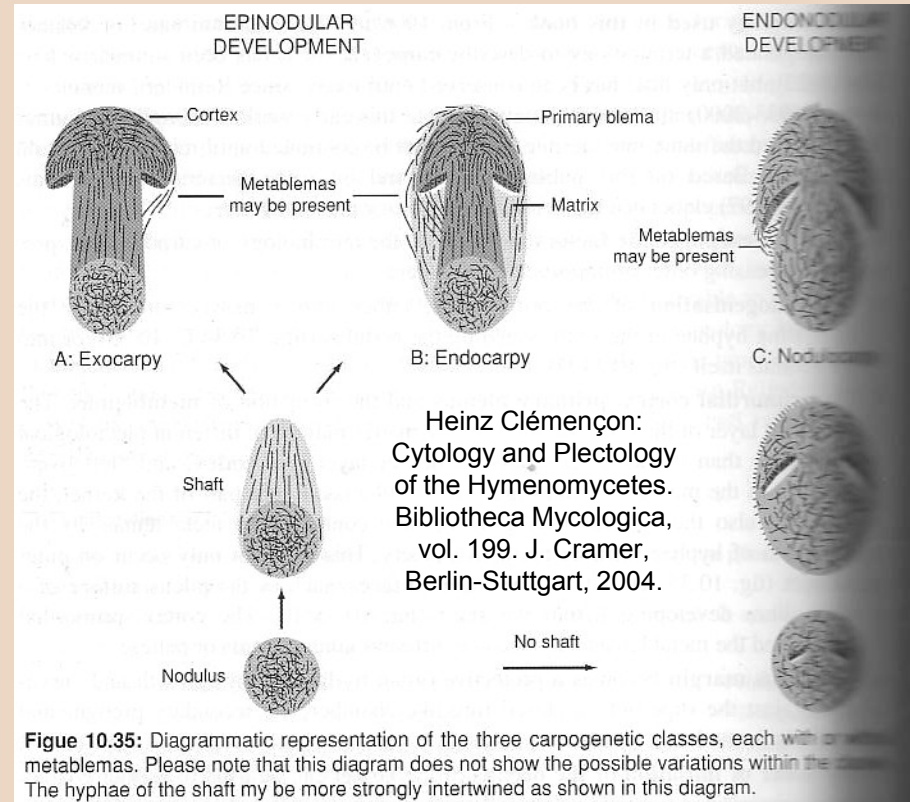 EPINODULAR
DEVELOPMENT
ENDONODULAR
DEVELOPMENT
Cortex
Primary blema
Metablemas
may be present
Matrix
Metablemas
may be present
A: Exocarpy
B: Endocarpy
C: Nodulocarpy
Shaft
Heinz Clémençon:
Cytology and Plectology
of the Hymenomycetes.
Bibliotheca Mycologica,
vol. 199. J. Cramer,
Berlin-Stuttgart, 2004.
No shaft
Nodulus
Figure 10.35: Diagrammatic representation of the three carpogenetic classes, each with or
metablemas. Please note that this diagram does not show the possible variations within the
The hyphae of the shaft my be more strongly intertwined as shown in this diagram.